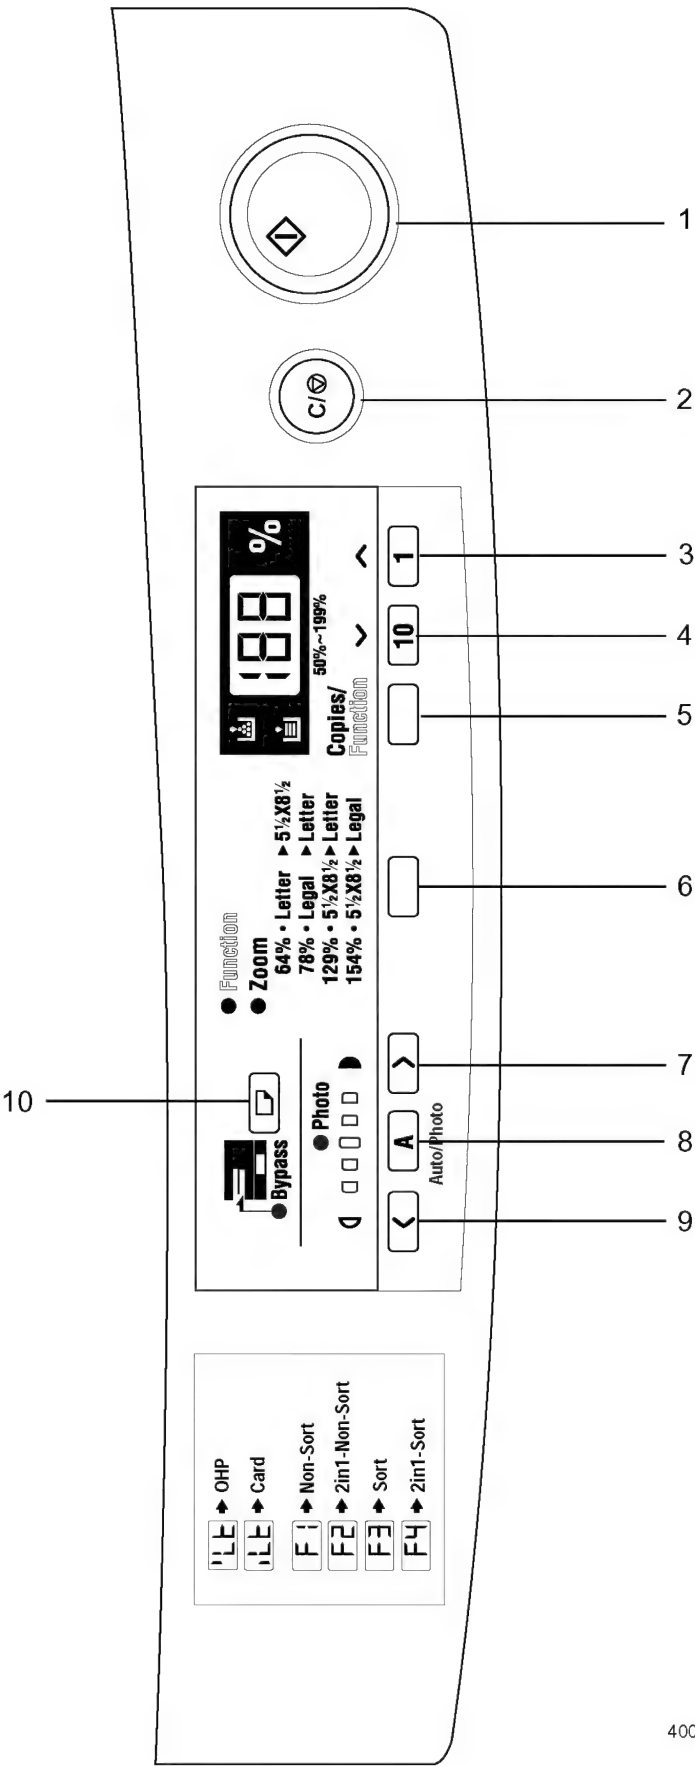 1
C/
2
%
188
50%~199%
Copies/
Function
1
3
10
4
5
Function
Zoom
64% • Letter ▶ 5½X8½
78% • Legal ▶ Letter
129% • 5½X8½ ▶ Letter
154% • 5½X8½ ▶ Legal
6
7
A
Auto/Photo
8
9
10
Bypass
Photo
OHP
Card
F1 Non-Sort
F2 2in1-Non-Sort
F3 Sort
F4 2in1-Sort
400